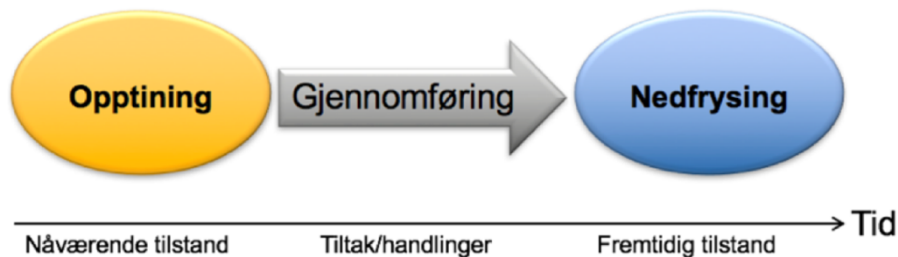 Opptining
Gjennomføring
Nedfrysing
Tid
Nåværende tilstand
Tiltak/handlinger
Fremtidig tilstand